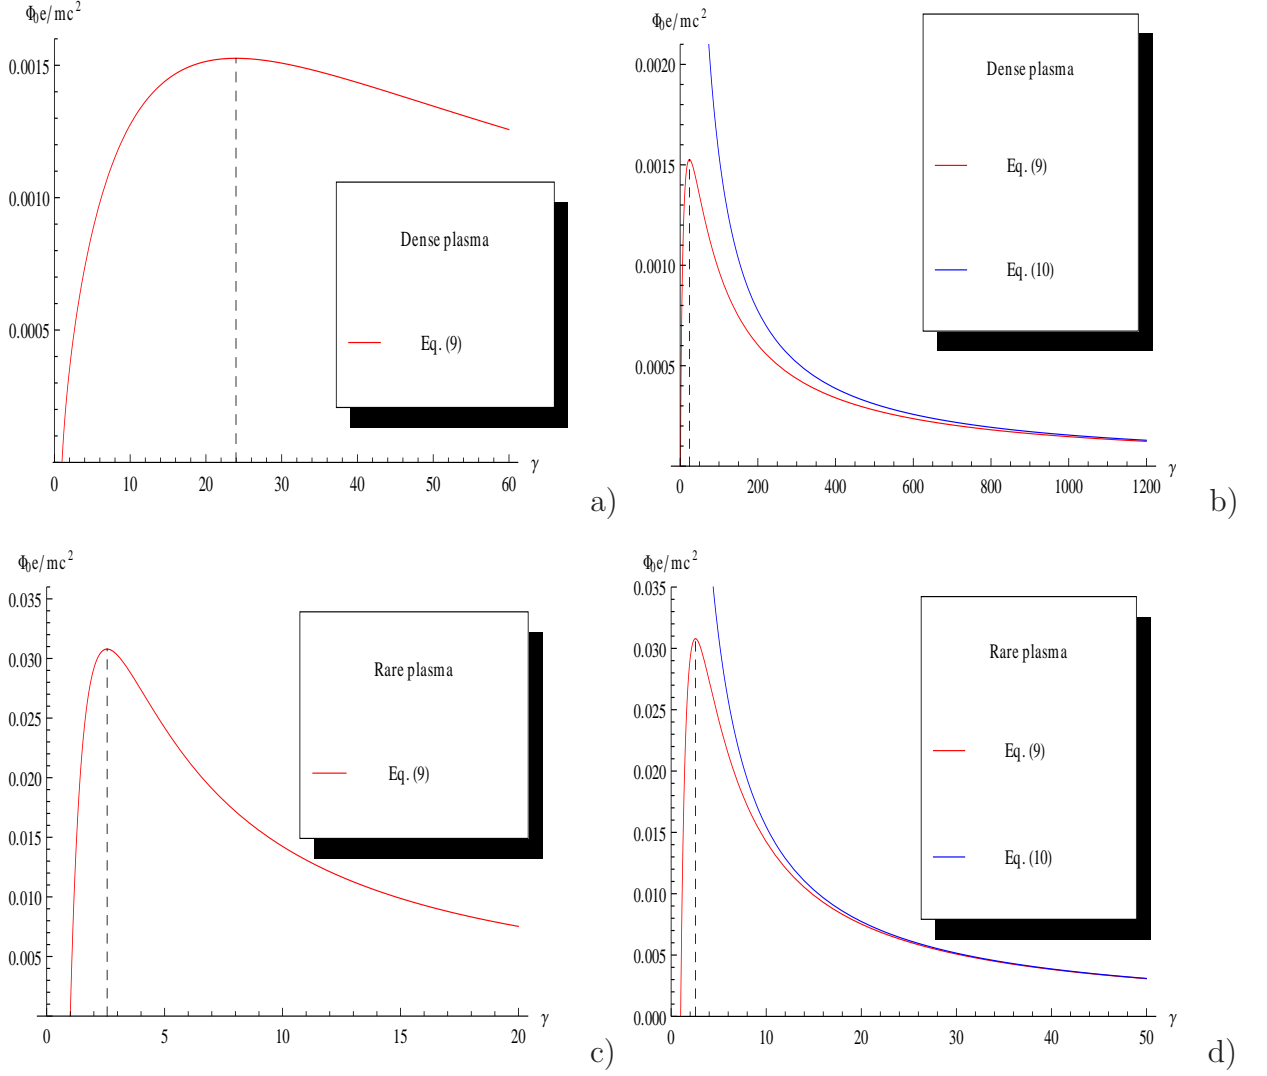 Φ0e/mc2
0.0015
0.0010
0.0005
0 10 20 30 40 50 60
γ
Dense plasma
Eq. (9)
a)
Φ0e/mc2
0.0020
0.0015
0.0010
0.0005
0 200 400 600 800 1000 1200
γ
Dense plasma
Eq. (9)
Eq. (10)
b)
Φ0e/mc2
0.035
0.030
0.025
0.020
0.015
0.010
0.005
0 5 10 15 20
γ
Rare plasma
Eq. (9)
c)
Φ0e/mc2
0.035
0.030
0.025
0.020
0.015
0.010
0.005
0.000
0 10 20 30 40 50
γ
Rare plasma
Eq. (9)
Eq. (10)
d)